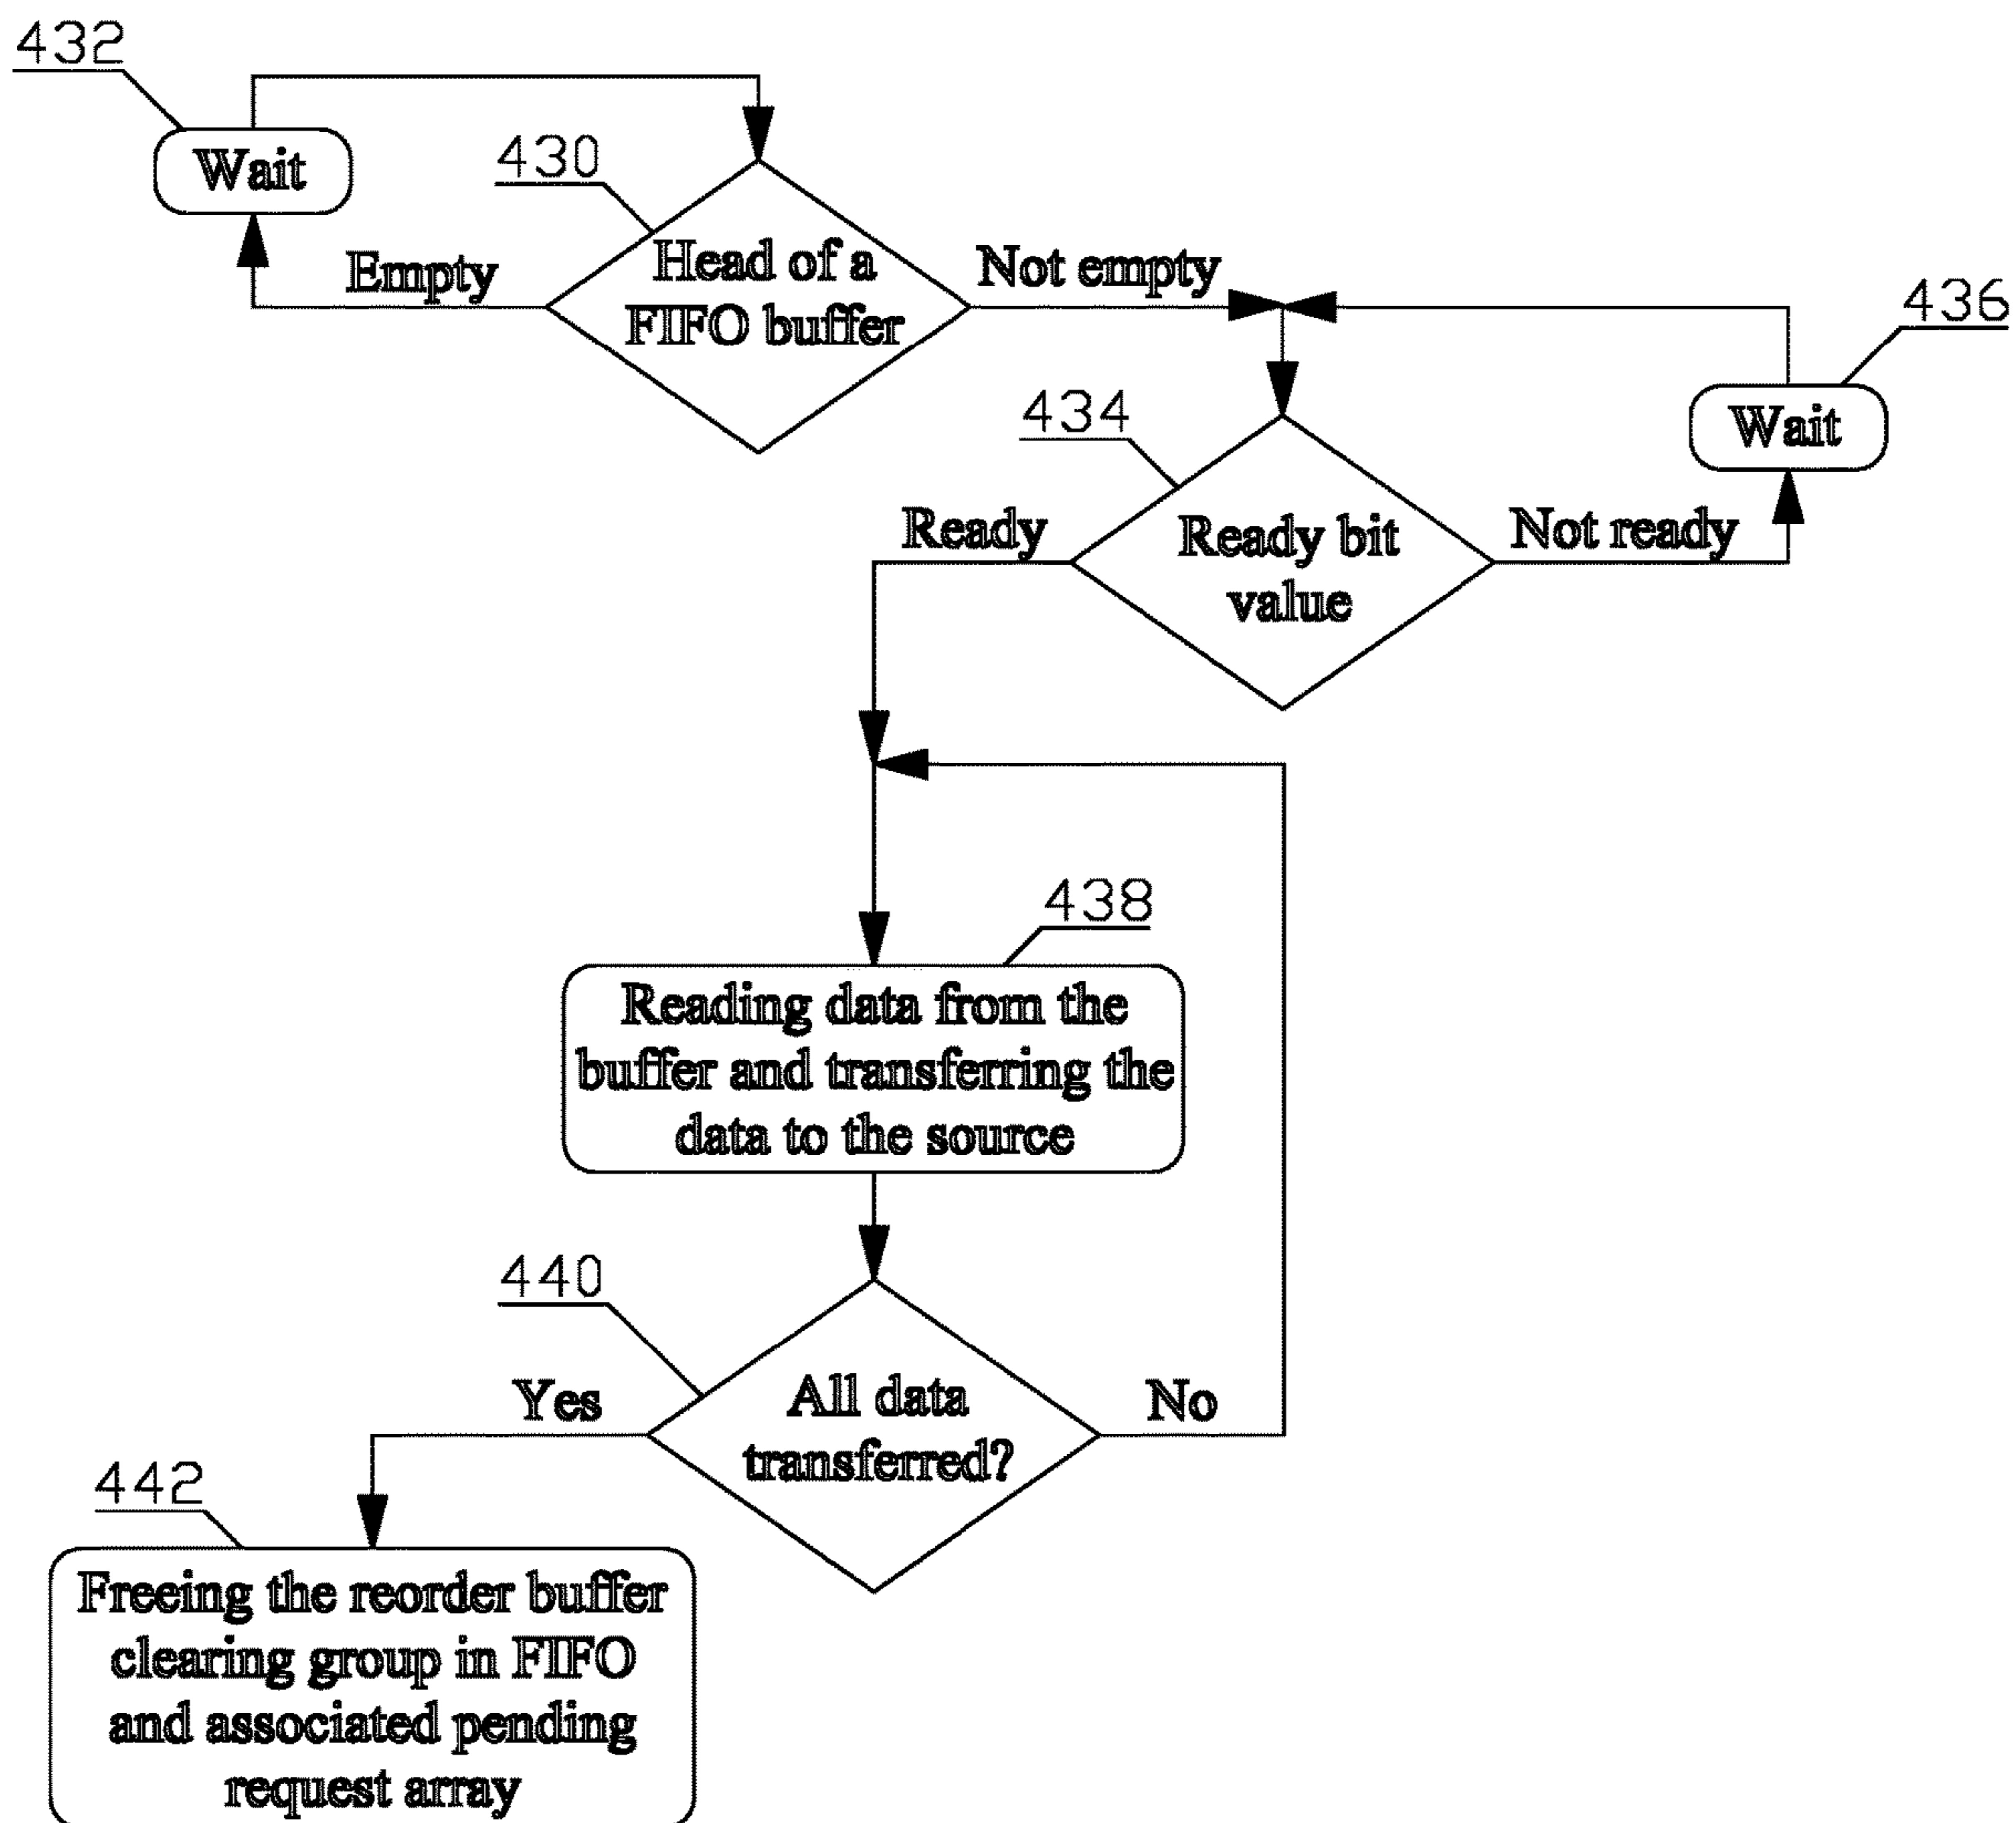 432
Wait
430
Head of a
FIFO buffer
Empty
Not empty
436
Wait
434
Ready bit
value
Ready
Not ready
438
Reading data from the
buffer and transferring the
data to the source
440
All data
transferred?
Yes
No
442
Freeing the reorder buffer
clearing group in FIFO
and associated pending
request array